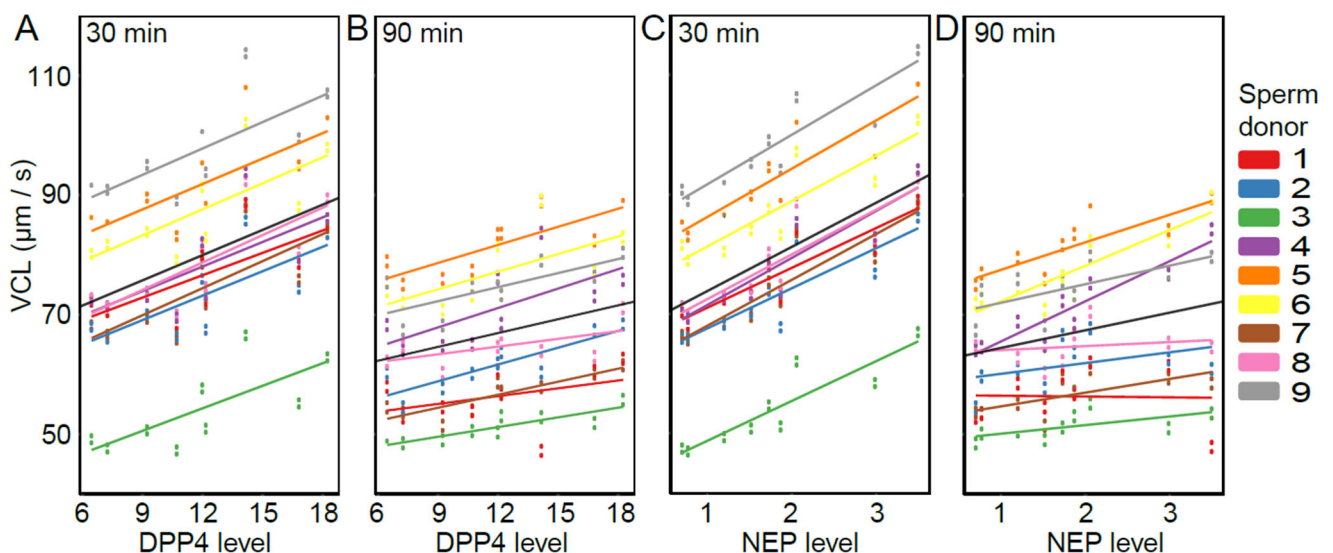 A 30 min B 90 min C 30 min D 90 min
110
90
70
50
VCL (µm / s)
6 9 12 15 18 6 9 12 15 18 1 2 3 1 2 3
DPP4 level DPP4 level NEP level NEP level
Sperm
donor
1
2
3
4
5
6
7
8
9